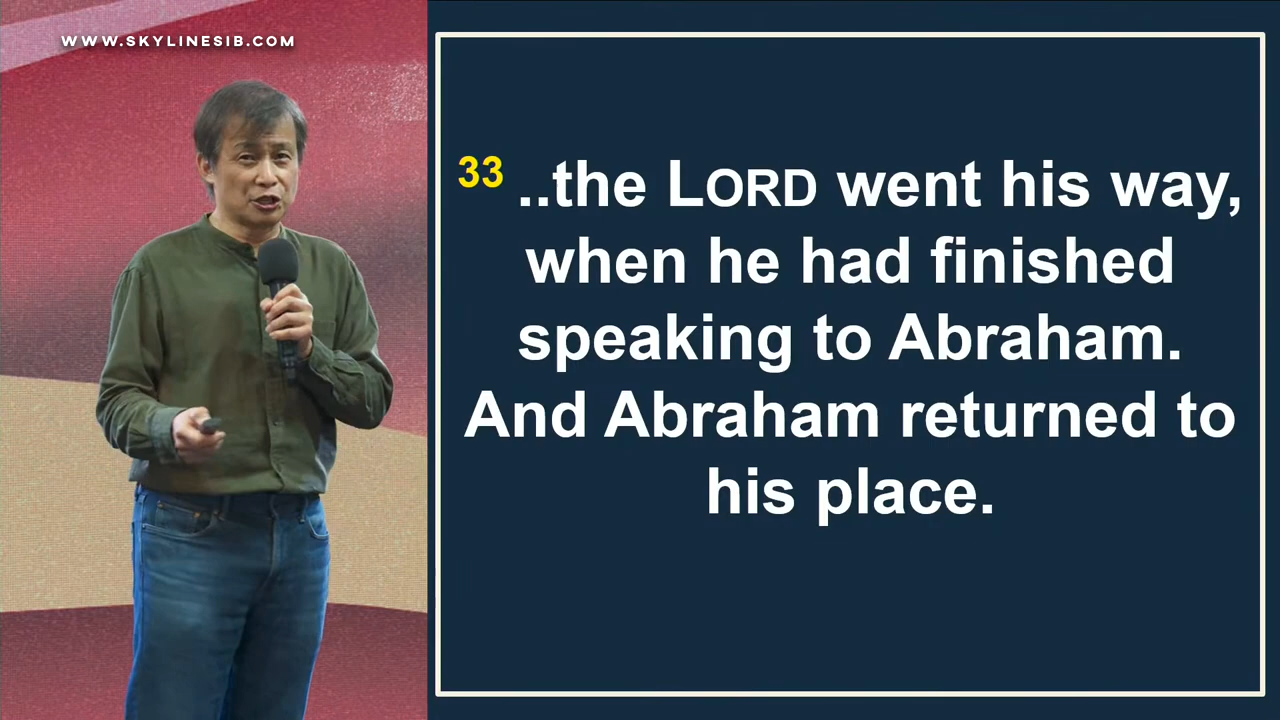 WWW.SKYLINESIB.COM
33 ..the LORD went his way,
when he had finished
speaking to Abraham.
And Abraham returned to
his place.